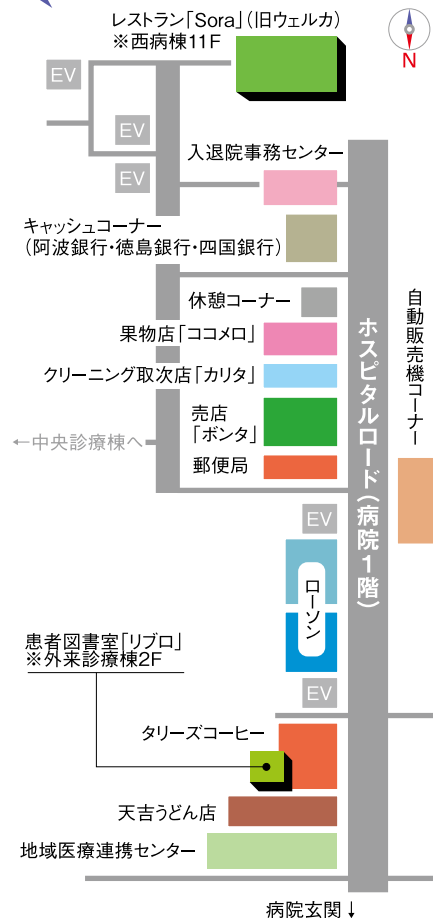 レストラン「Sora」(旧ウェルカ)
※西病棟11F
N
EV
EV
EV
入退院事務センター
キャッシュコーナー
(阿波銀行・徳島銀行・四国銀行)
休憩コーナー
果物店「ココメロ」
クリーニング取次店「カリタ」
売店
「ボンタ」
←中央診療棟へ
郵便局
ホスピタルロード(病院1階)
自動販売機コーナー
EV
ローソン
EV
患者図書室「リブロ」
※外来診療棟2F
タリーズコーヒー
天吉うどん店
地域医療連携センター
病院玄関↓